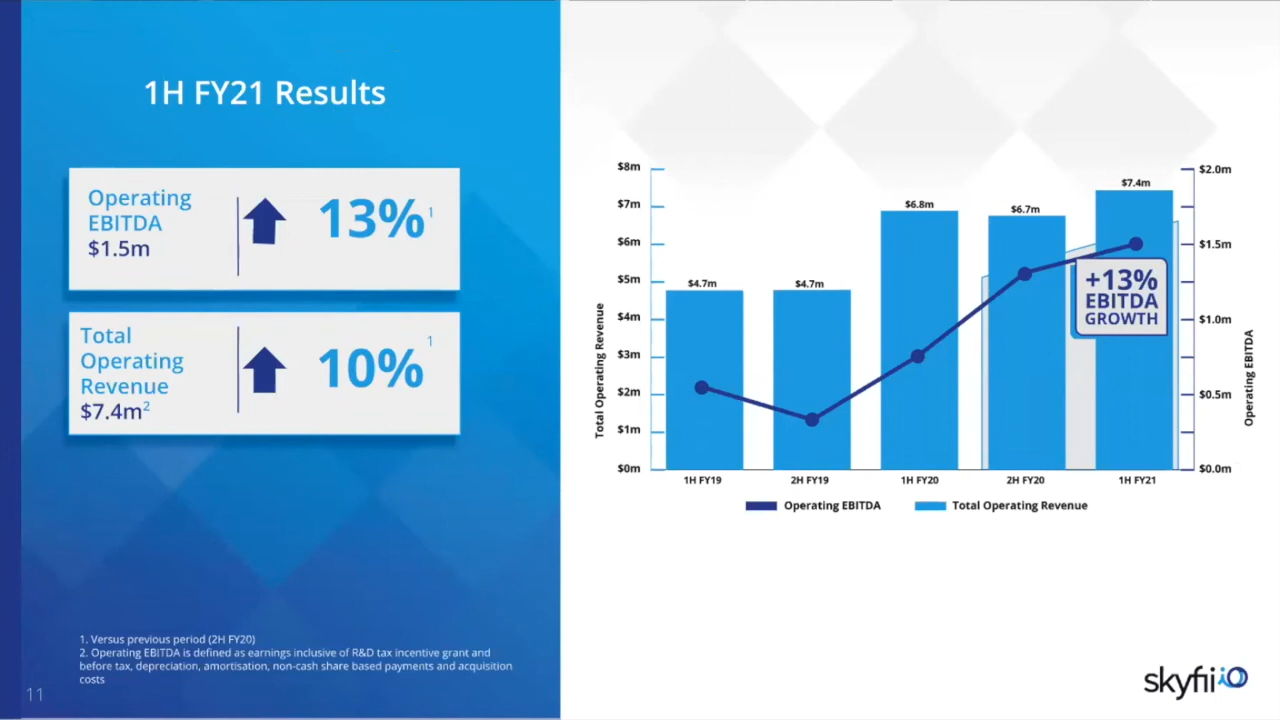 1H FY21 Results
Operating
EBITDA
$1.5m
13%1
Total
Operating
Revenue
$7.4m2
10%1
1. Versus previous period (2H FY20)
2. Operating EBITDA is defined as earnings inclusive of R&D tax incentive grant and
before tax, depreciation, amortisation, non-cash share based payments and acquisition
costs
11
Total Operating Revenue
$8m
$7m
$6m
$5m
$4m
$3m
$2m
$1m
$0m
$4.7m
$4.7m
$6.8m
$6.7m
$7.4m
+13%
EBITDA
GROWTH
$2.0m
$1.5m
$1.0m
$0.5m
$0.0m
Operating EBITDA
1H FY19
2H FY19
1H FY20
2H FY20
1H FY21
Operating EBITDA
Total Operating Revenue
skyfii iO